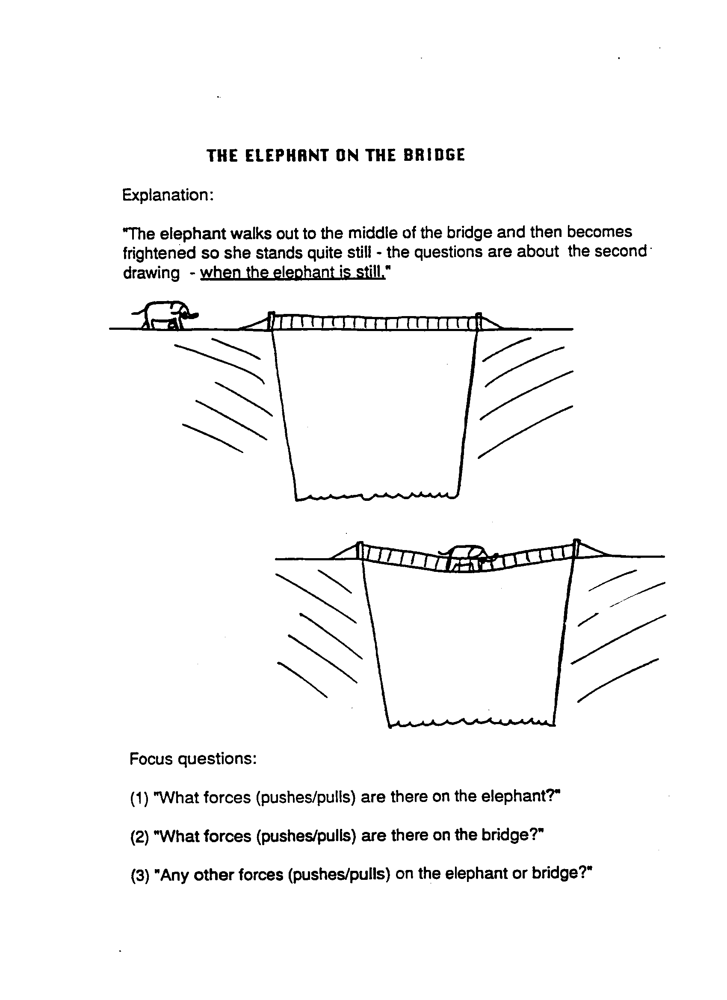 THE ELEPHANT ON THE BRIDGE
Explanation:
"The elephant walks out to the middle of the bridge and then becomes
frightened so she stands quite still - the questions are about the second
drawing - when the elephant is still."
Focus questions:
(1) "What forces (pushes/pulls) are there on the elephant?"
(2) "What forces (pushes/pulls) are there on the bridge?"
(3) "Any other forces (pushes/pulls) on the elephant or bridge?"